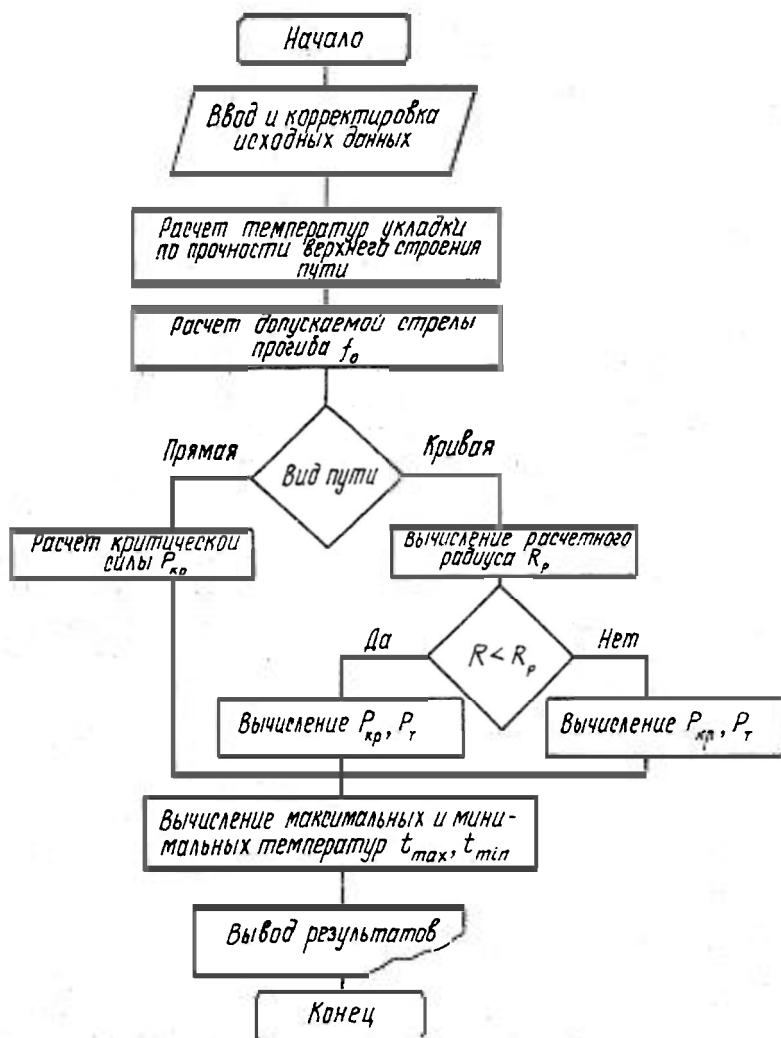 Начало
Ввод и корректировка
исходных данных
Расчет температур укладки
по прочности верхнего строения
пути
Расчет допускаемой стрелы
прогиба f₀
Прямая
Кривая
Вид пути
Расчет критической
силы Pкр
Вычисление расчетного
радиуса Rр
Да
Нет
R < Rр
Вычисление Pкр, Pт
Вычисление Pкр, Pт
Вычисление максимальных и мини-
мальных температур tmax, tmin
Вывод результатов
Конец